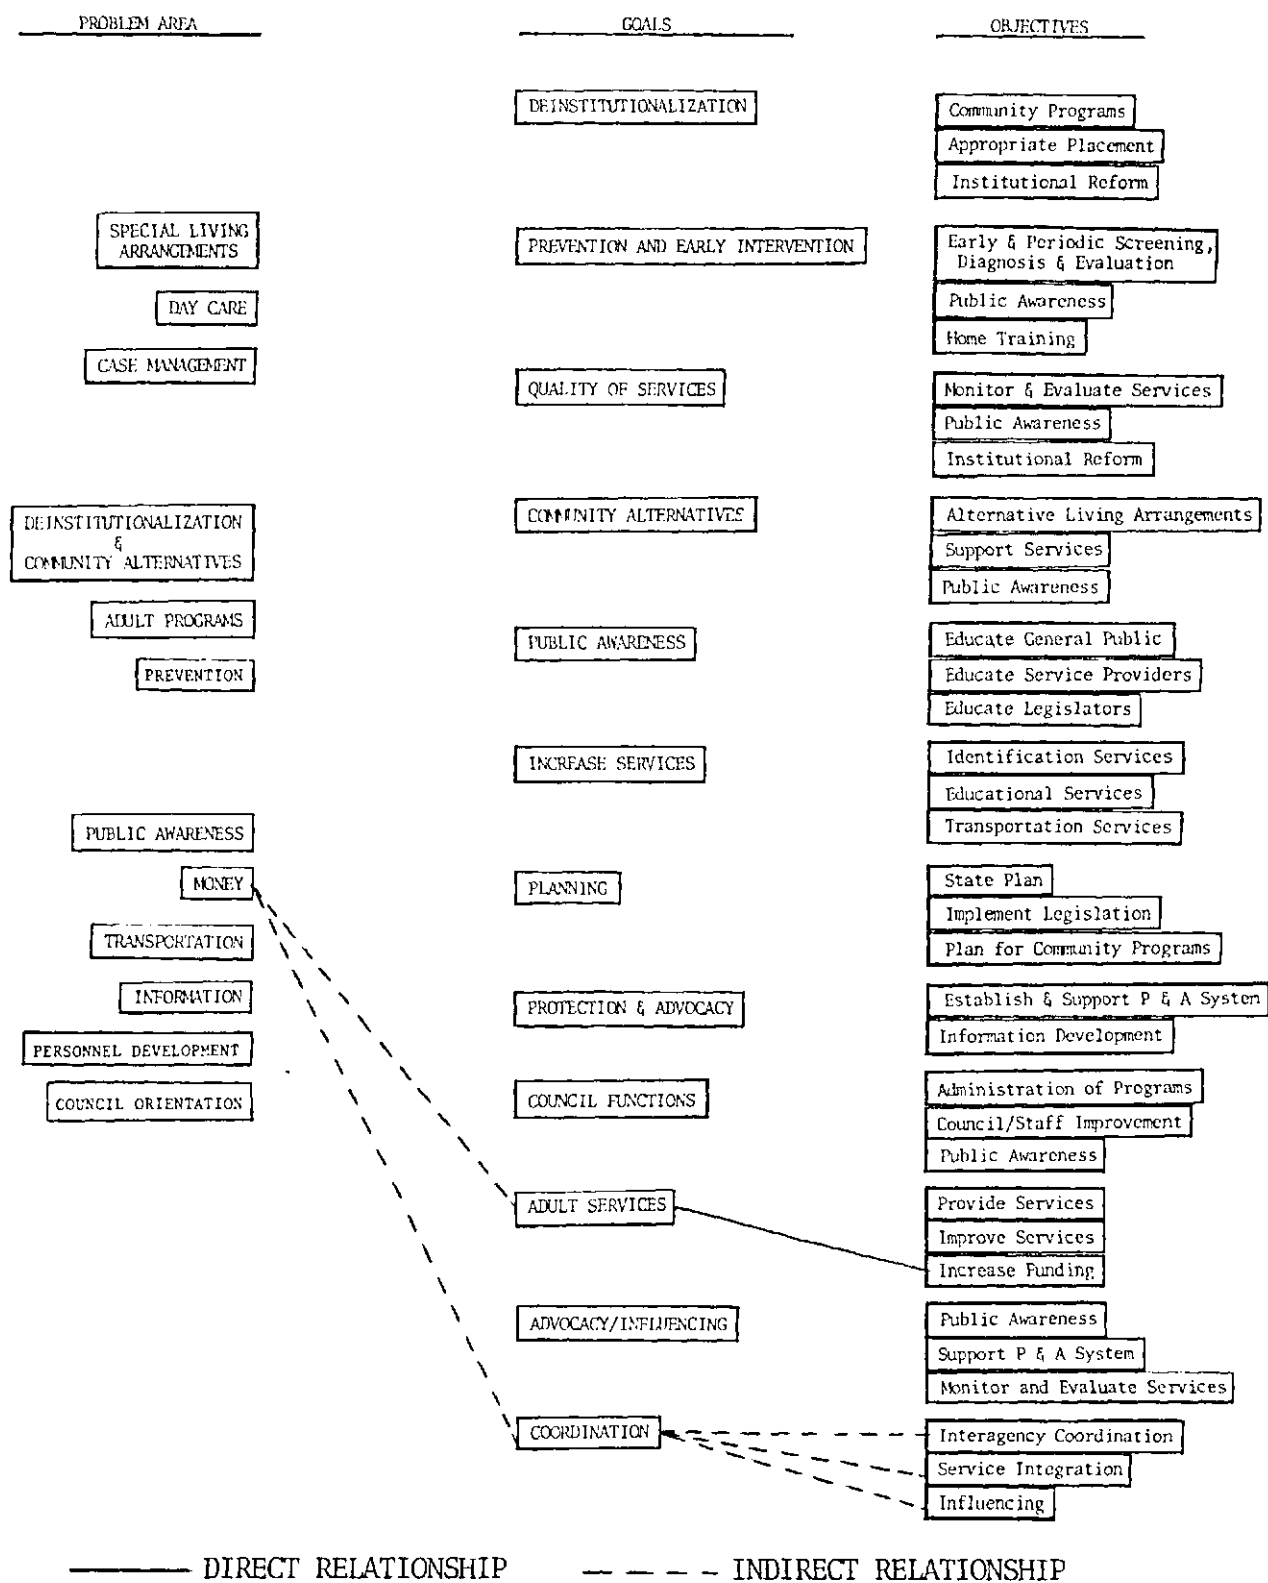 PROBLEM AREA
GOALS
OBJECTIVES
DEINSTITUTIONALIZATION
Community Programs
Appropriate Placement
Institutional Reform
SPECIAL LIVING
ARRANGEMENTS
DAY CARE
CASE MANAGEMENT
PREVENTION AND EARLY INTERVENTION
Early & Periodic Screening,
Diagnosis & Evaluation
Public Awareness
Home Training
QUALITY OF SERVICES
Monitor & Evaluate Services
Public Awareness
Institutional Reform
DEINSTITUTIONALIZATION
&
COMMUNITY ALTERNATIVES
ADULT PROGRAMS
PREVENTION
COMMUNITY ALTERNATIVES
Alternative Living Arrangements
Support Services
Public Awareness
PUBLIC AWARENESS
Educate General Public
Educate Service Providers
Educate Legislators
INCREASE SERVICES
Identification Services
Educational Services
Transportation Services
PUBLIC AWARENESS
MONEY
TRANSPORTATION
INFORMATION
PERSONNEL DEVELOPMENT
COUNCIL ORIENTATION
PLANNING
State Plan
Implement Legislation
Plan for Community Programs
PROTECTION & ADVOCACY
Establish & Support P & A System
Information Development
COUNCIL FUNCTIONS
Administration of Programs
Council/Staff Improvement
Public Awareness
ADULT SERVICES
Provide Services
Improve Services
Increase Funding
ADVOCACY/INFLUENCING
Public Awareness
Support P & A System
Monitor and Evaluate Services
COORDINATION
Interagency Coordination
Service Integration
Influencing
DIRECT RELATIONSHIP
INDIRECT RELATIONSHIP